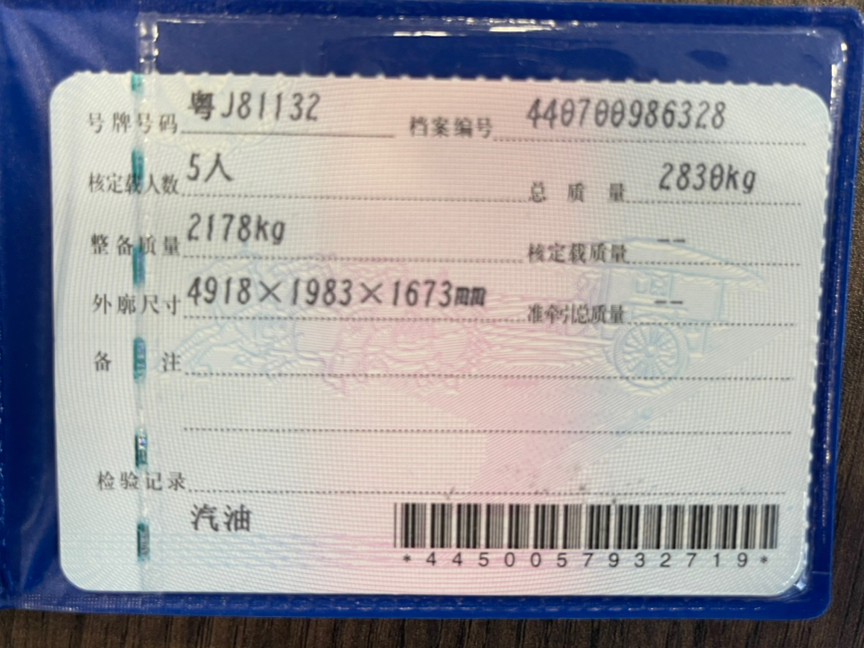 号牌号码 粤J81132 档案编号 440700986328
核定载人数 5人 总质量 2830kg
整备质量 2178kg 核定载质量 --
外廓尺寸 4918×1983×1673mm 准牵引总质量 --
备注
检验记录
汽油
*4450057932719*